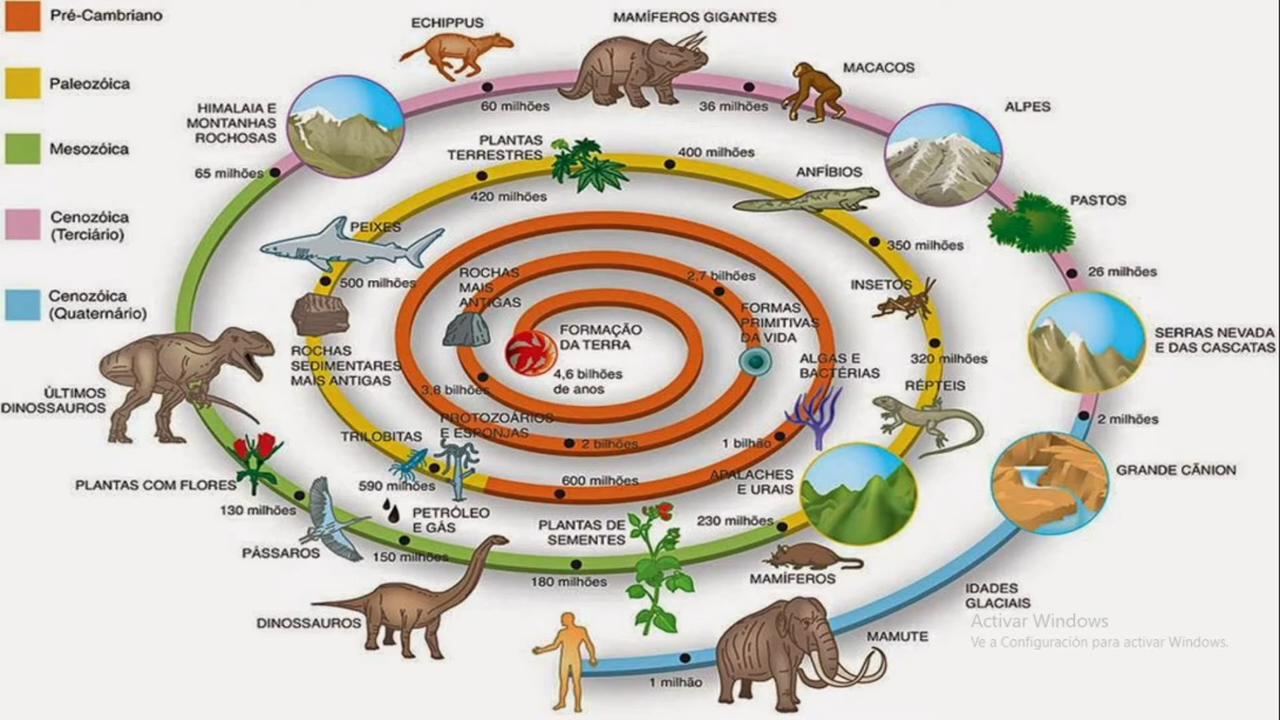 Pré-Cambriano
Paleozóica
Mesozóica
Cenozóica
(Terciário)
Cenozóica
(Quaternário)
ECHIPPUS
MAMÍFEROS GIGANTES
MACACOS
ALPES
HIMALAIA E
MONTANHAS
ROCHOSAS
60 milhões
36 milhões
65 milhões
PLANTAS
TERRESTRES
400 milhões
ANFÍBIOS
PASTOS
420 milhões
PEIXES
350 milhões
26 milhões
500 milhões
ROCHAS
MAIS
ANTIGAS
2,7 bilhões
INSETOS
FORMAS
PRIMITIVAS
DA VIDA
FORMAÇÃO
DA TERRA
SERRAS NEVADA
E DAS CASCATAS
ROCHAS
SEDIMENTARES
MAIS ANTIGAS
4,6 bilhões
de anos
ALGAS E
BACTÉRIAS
320 milhões
3,8 bilhões
RÉPTEIS
ÙLTIMOS
DINOSSAUROS
2 milhões
PROTOZOÁRIOS
E ESPONJAS
TRILOBITAS
2 bilhões
1 bilhão
GRANDE CÃNION
PLANTAS COM FLORES
590 milhões
600 milhões
APALACHES
E URAIS
130 milhões
PETRÓLEO
E GÁS
PLANTAS DE
SEMENTES
230 milhões
PÁSSAROS
150 milhões
180 milhões
MAMÍFEROS
IDADES
GLACIAIS
DINOSSAUROS
MAMUTE
1 milhão
Activar Windows
Ve a Configuración para activar Windows.